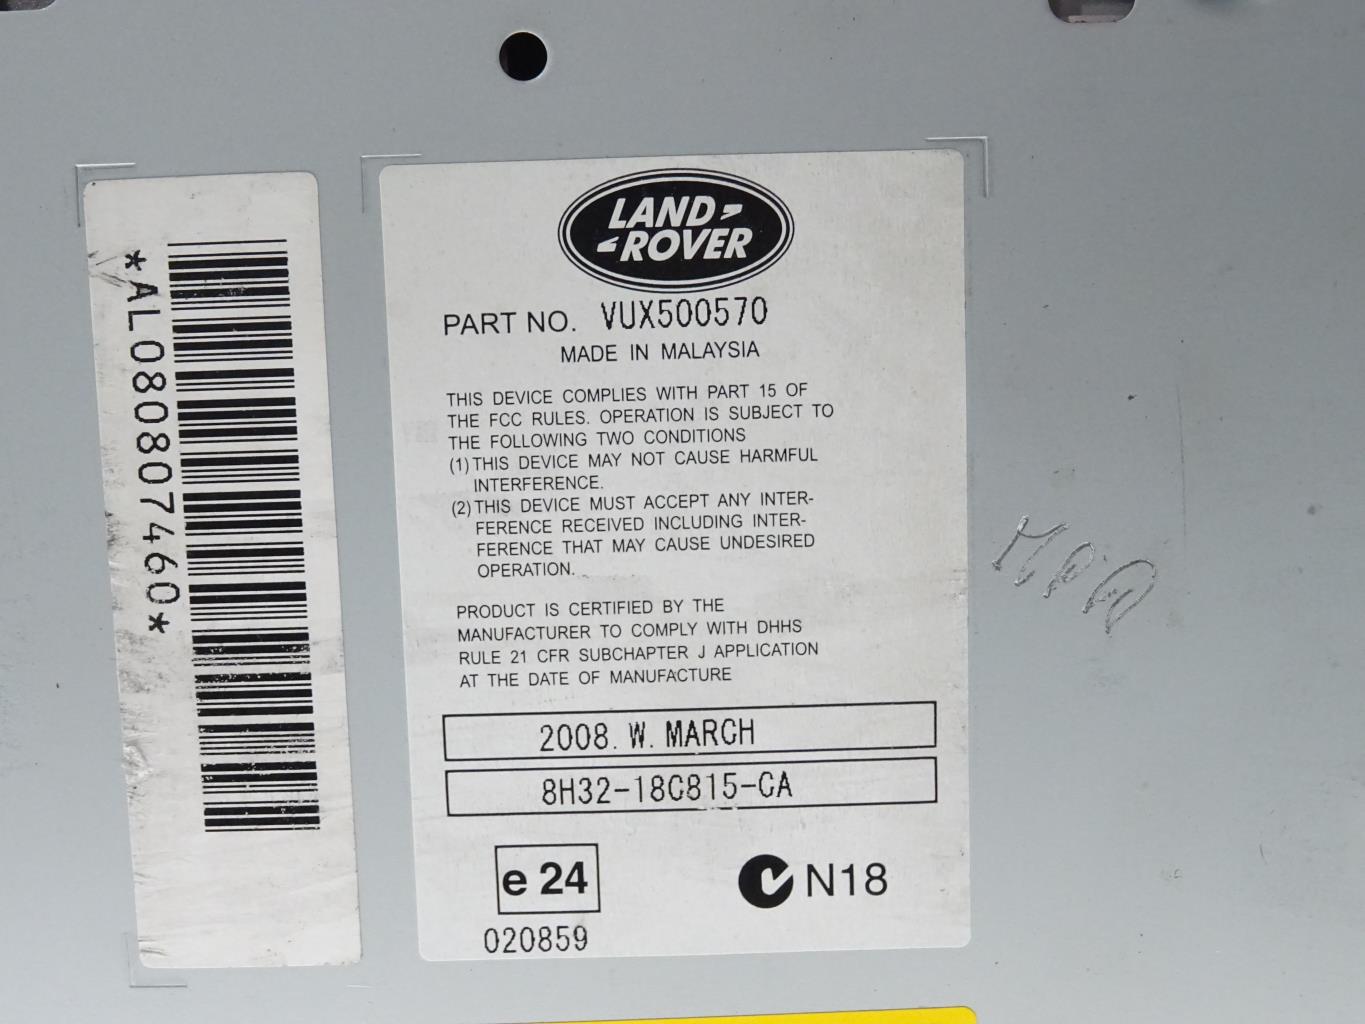 *AL080807460*
LAND
ROVER
PART NO. VUX500570
MADE IN MALAYSIA
THIS DEVICE COMPLIES WITH PART 15 OF
THE FCC RULES. OPERATION IS SUBJECT TO
THE FOLLOWING TWO CONDITIONS
(1) THIS DEVICE MAY NOT CAUSE HARMFUL
INTERFERENCE.
(2) THIS DEVICE MUST ACCEPT ANY INTER-
FERENCE RECEIVED INCLUDING INTER-
FERENCE THAT MAY CAUSE UNDESIRED
OPERATION.
PRODUCT IS CERTIFIED BY THE
MANUFACTURER TO COMPLY WITH DHHS
RULE 21 CFR SUBCHAPTER J APPLICATION
AT THE DATE OF MANUFACTURE
2008. W. MARCH
8H32-18C815-CA
e 24
N18
020859